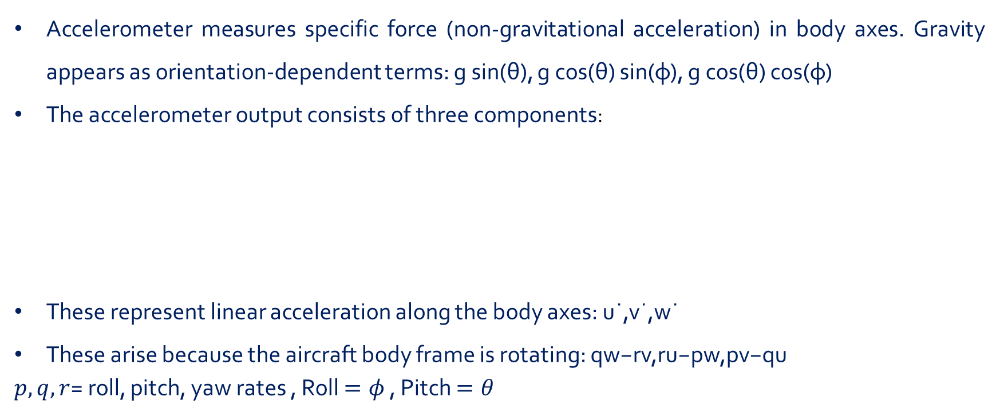 • Accelerometer measures specific force (non-gravitational acceleration) in body axes. Gravity
appears as orientation-dependent terms: g sin(θ), g cos(θ) sin(ϕ), g cos(θ) cos(ϕ)
• The accelerometer output consists of three components:
• These represent linear acceleration along the body axes: u˙,v˙,w˙
• These arise because the aircraft body frame is rotating: qw−rv,ru−pw,pv−qu
𝑝, 𝑞, 𝑟= roll, pitch, yaw rates , Roll = 𝜙 , Pitch = 𝜃